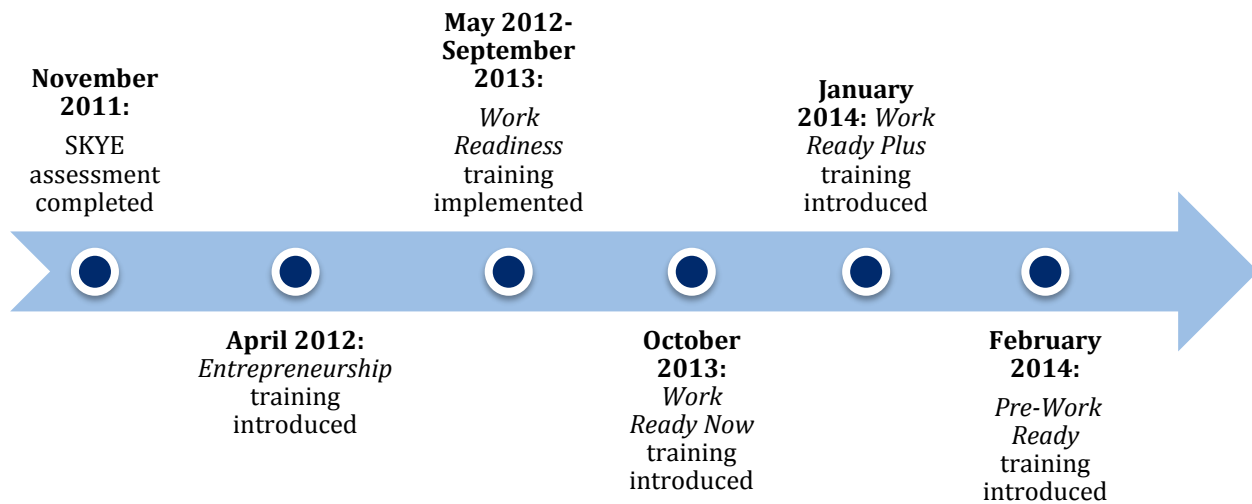 November
2011:
SKYE
assessment
completed
April 2012:
Entrepreneurship
training
introduced
May 2012-
September
2013:
Work
Readiness
training
implemented
October
2013:
Work
Ready Now
training
introduced
January
2014: Work
Ready Plus
training
introduced
February
2014:
Pre-Work
Ready
training
introduced